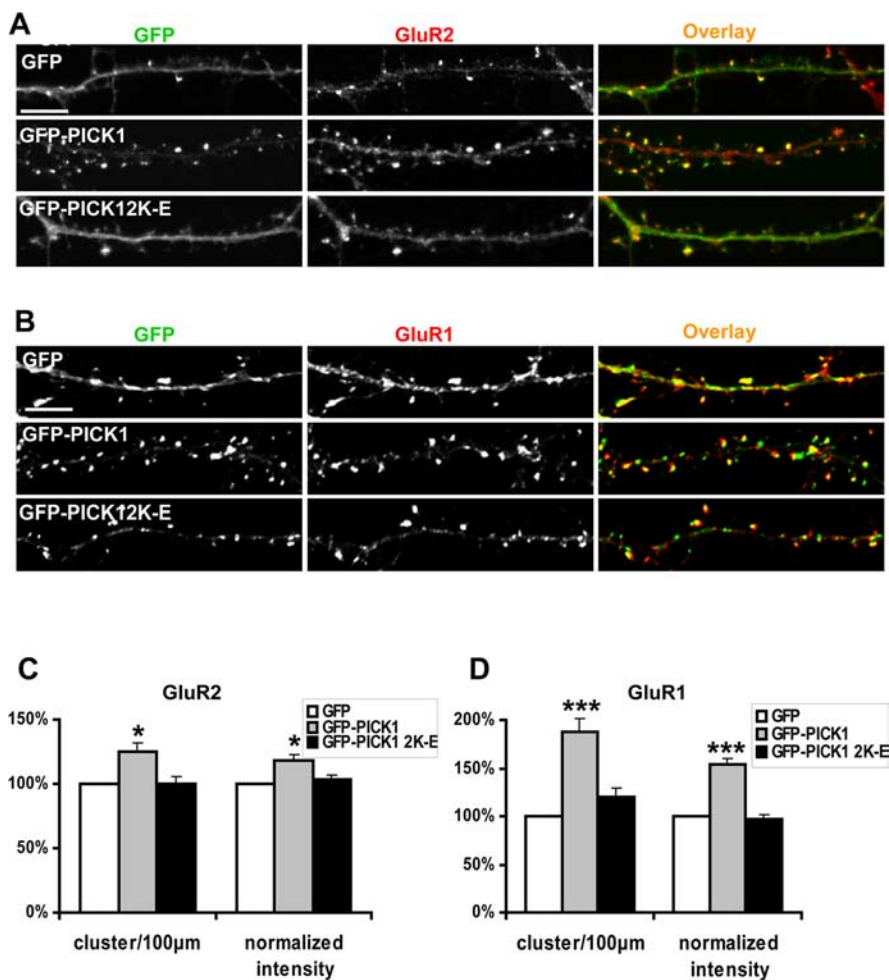 A
GFP GluR2 Overlay
GFP
GFP-PICK1
GFP-PICK12K-E
B
GFP GluR1 Overlay
GFP
GFP-PICK1
GFP-PICK12K-E
C
GluR2
GFP
GFP-PICK1
GFP-PICK1 2K-E
150%
100%
50%
0%
* *
cluster/100µm normalized
intensity
D
GluR1
GFP
GFP-PICK1
GFP-PICK1 2K-E
200%
150%
100%
50%
0%
*** ***
cluster/100µm normalized
intensity